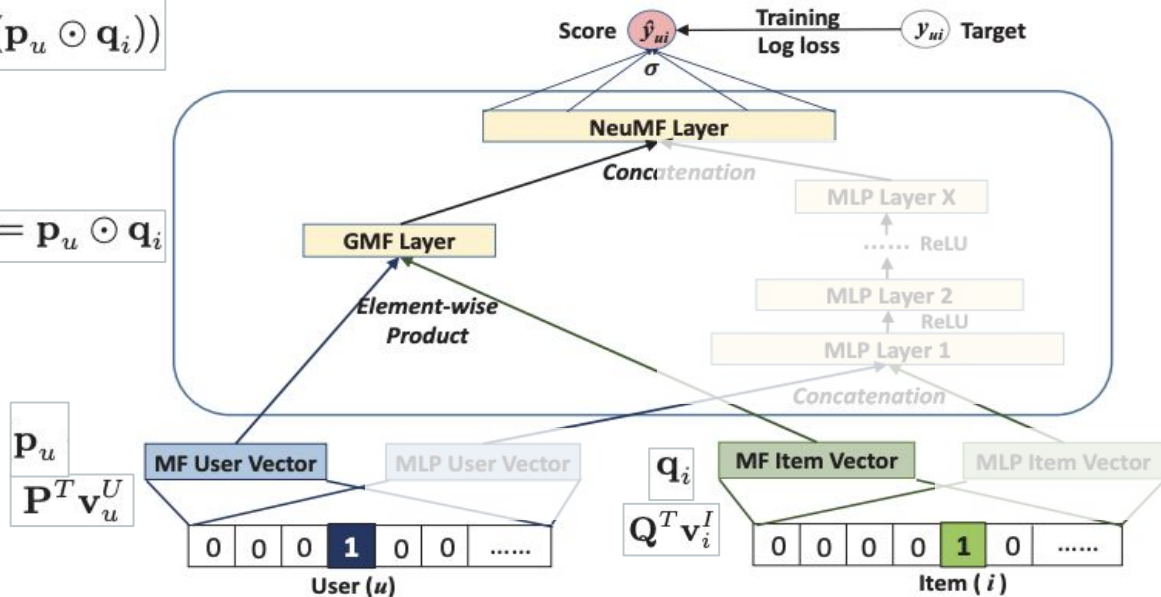 p_u ⊙ q_i))
Score ŷ_ui
Training
Log loss
y_ui Target
σ
NeuMF Layer
Concatenation
MLP Layer X
= p_u ⊙ q_i
GMF Layer
...... ReLU
Element-wise
Product
MLP Layer 2
ReLU
MLP Layer 1
Concatenation
p_u
MF User Vector
MLP User Vector
q_i
MF Item Vector
MLP Item Vector
P^T v_u^U
Q^T v_i^I
0 0 0 1 0 0 ......
0 0 0 0 1 0 ......
User (u)
Item ( i )